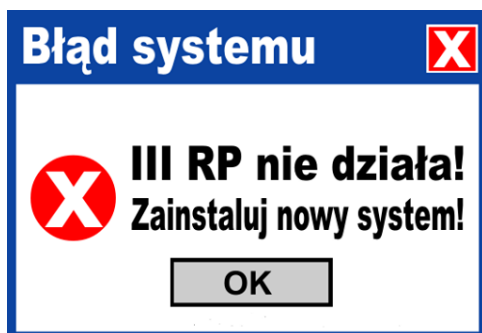 Błąd systemu
X
X
III RP nie działa!
Zainstaluj nowy system!
OK